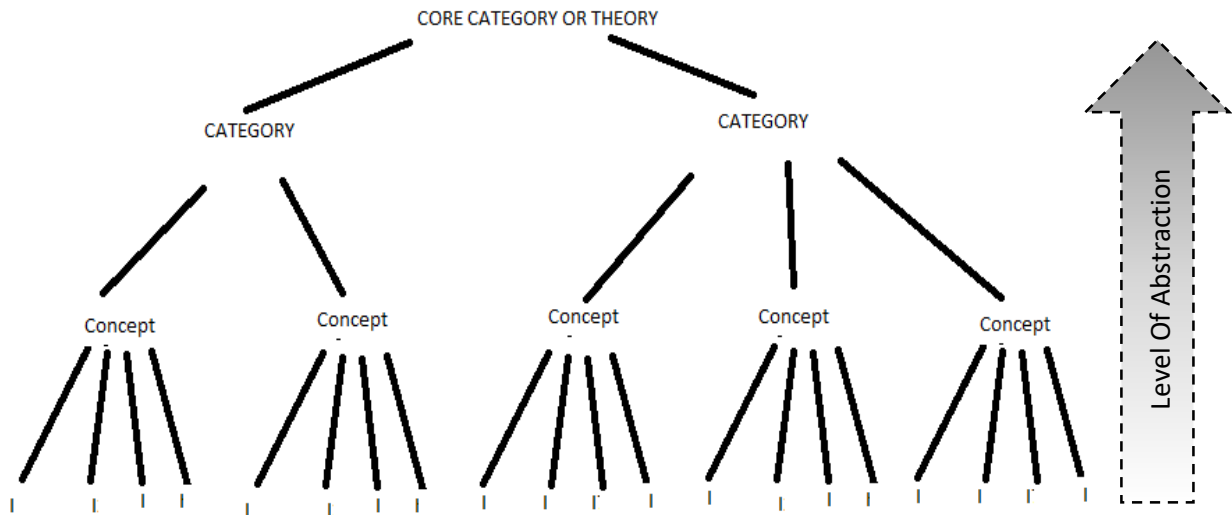 CORE CATEGORY OR THEORY
CATEGORY
CATEGORY
Concept
Concept
Concept
Concept
Concept
I I I I I I I I I I I I I I I I I I I I
Level Of Abstraction